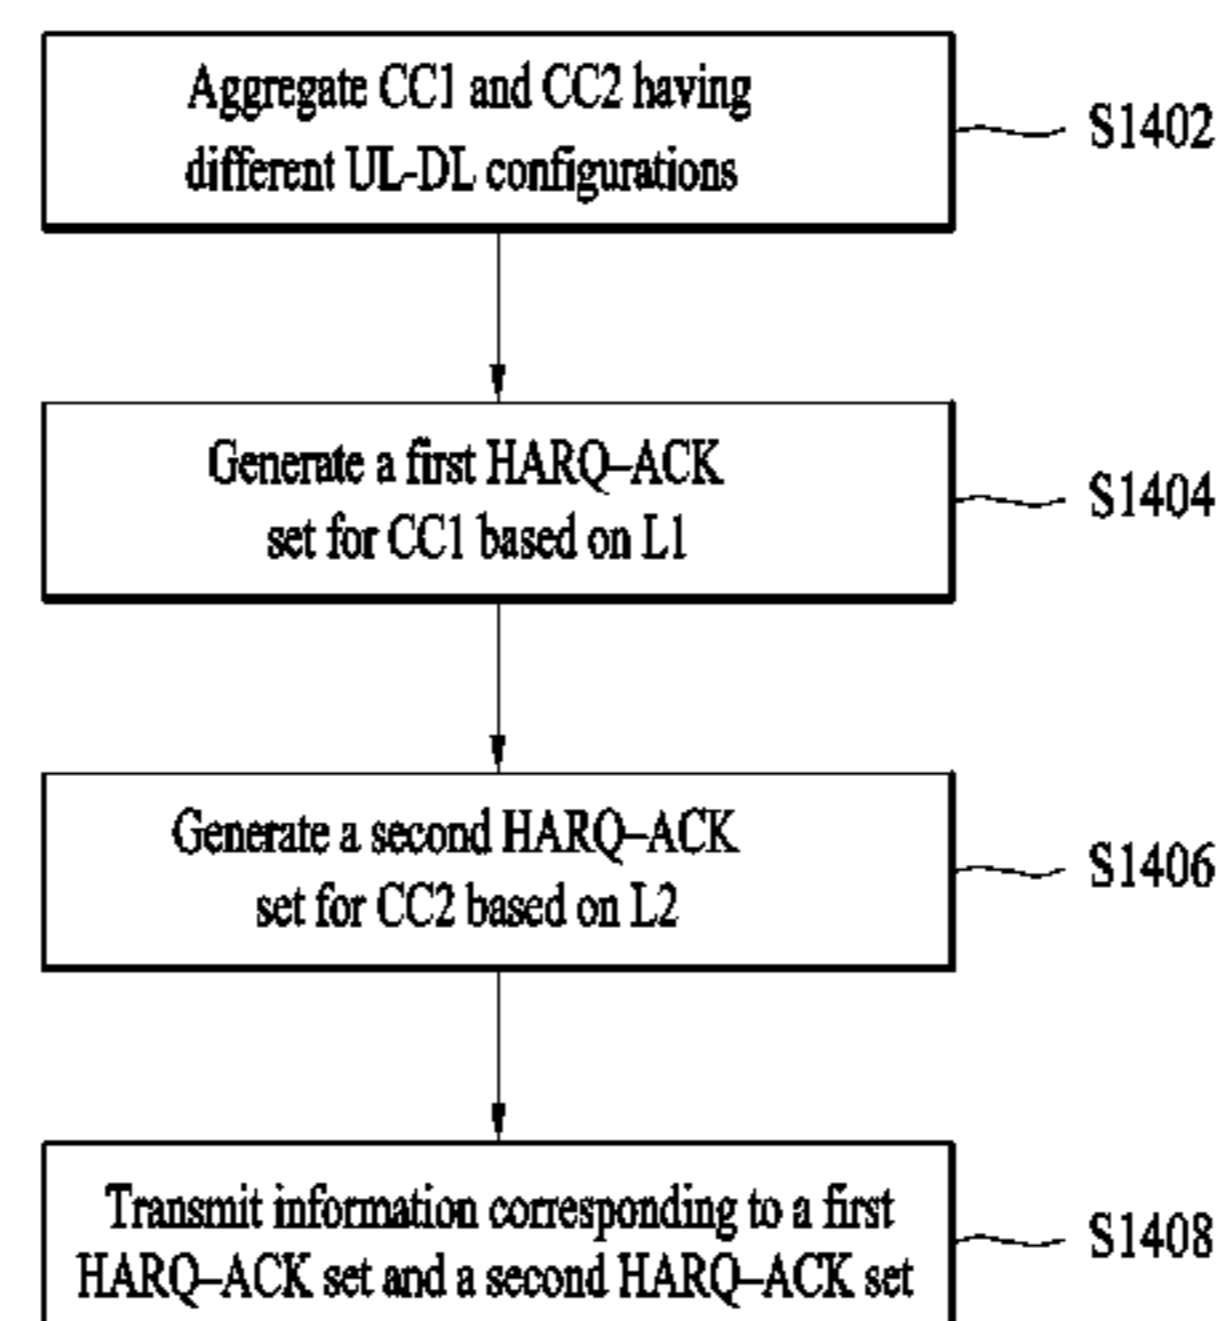 Aggregate CC1 and CC2 having
different UL-DL configurations
S1402
Generate a first HARQ–ACK
set for CC1 based on L1
S1404
Generate a second HARQ–ACK
set for CC2 based on L2
S1406
Transmit information corresponding to a first
HARQ–ACK set and a second HARQ–ACK set
S1408